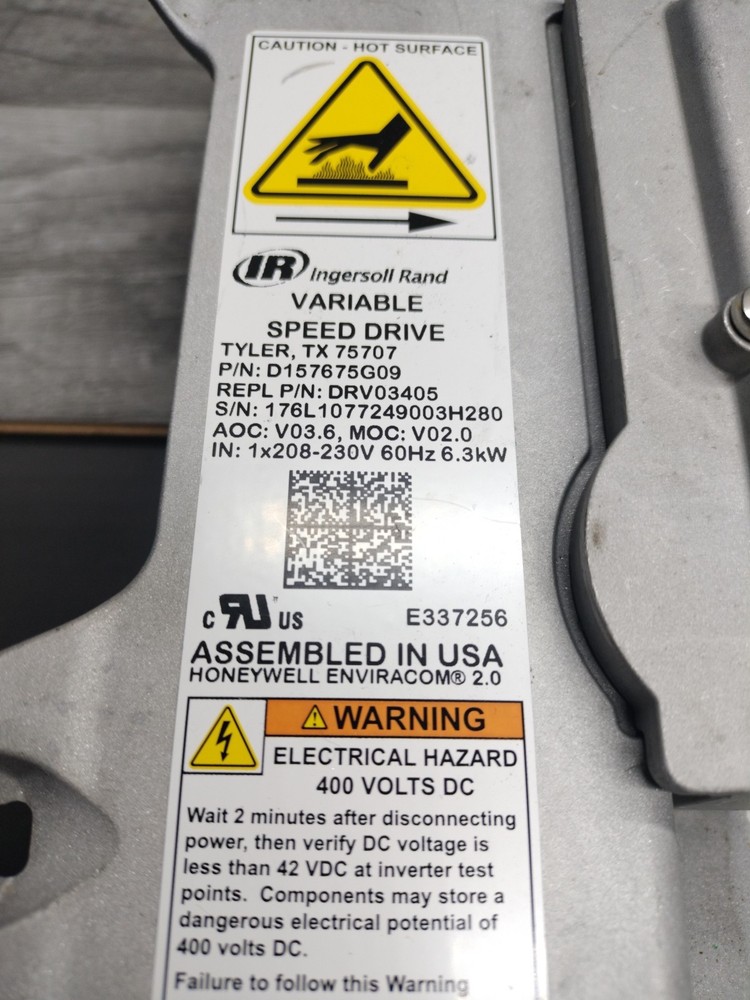 CAUTION - HOT SURFACE
IR Ingersoll Rand
VARIABLE
SPEED DRIVE
TYLER, TX 75707
P/N: D157675G09
REPL P/N: DRV03405
S/N: 176L1077249003H280
AOC: V03.6, MOC: V02.0
IN: 1x208-230V 60Hz 6.3kW
c RU US E337256
ASSEMBLED IN USA
HONEYWELL ENVIRACOM® 2.0
WARNING
ELECTRICAL HAZARD
400 VOLTS DC
Wait 2 minutes after disconnecting
power, then verify DC voltage is
less than 42 VDC at inverter test
points. Components may store a
dangerous electrical potential of
400 volts DC.
Failure to follow this Warning